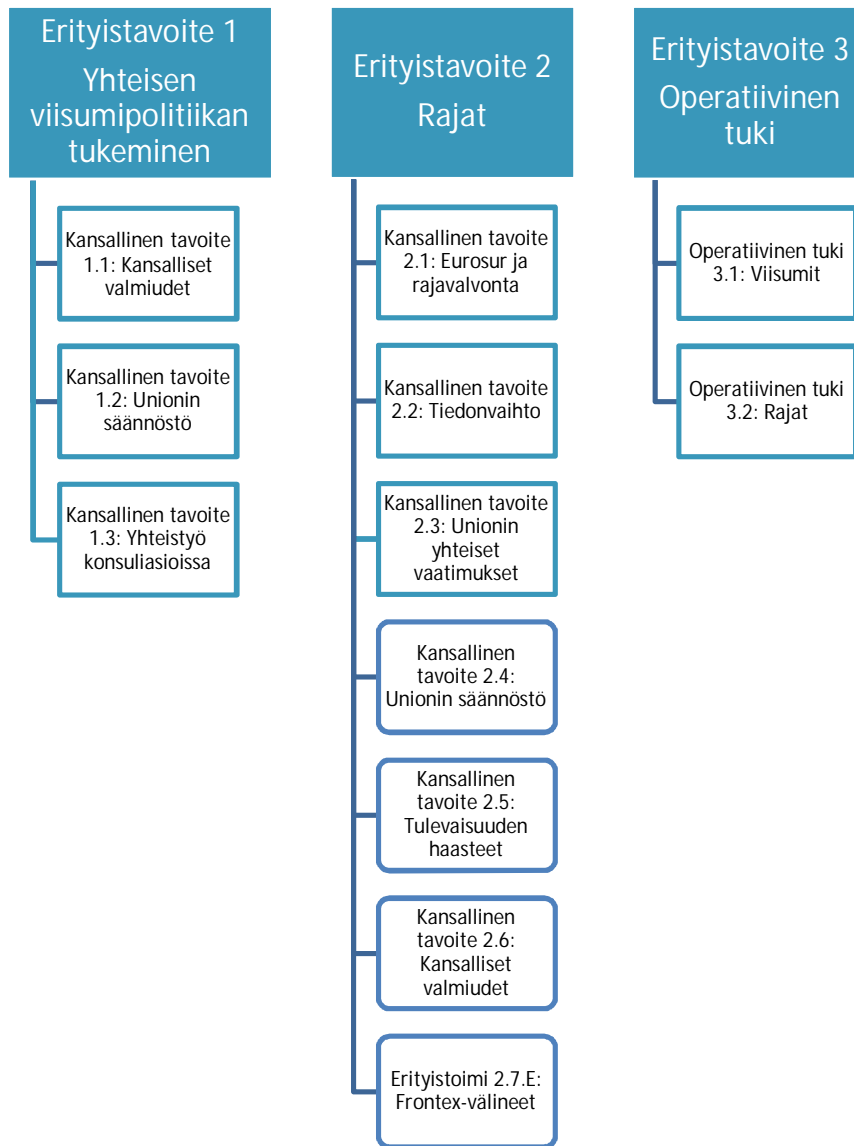 Erityistavoite 1
Yhteisen
viisumipolitiikan
tukeminen
Kansallinen tavoite
1.1: Kansalliset
valmiudet
Kansallinen tavoite
1.2: Unionin
säännöstö
Kansallinen tavoite
1.3: Yhteistyö
konsuliasioissa
Erityistavoite 2
Rajat
Kansallinen tavoite
2.1: Eurosur ja
rajavalvonta
Kansallinen tavoite
2.2: Tiedonvaihto
Kansallinen tavoite
2.3: Unionin
yhteiset
vaatimukset
Kansallinen
tavoite 2.4:
Unionin säännöstö
Kansallinen
tavoite 2.5:
Tulevaisuuden
haasteet
Kansallinen
tavoite 2.6:
Kansalliset
valmiudet
Erityistoimi 2.7.E:
Frontex-välineet
Erityistavoite 3
Operatiivinen
tuki
Operatiivinen tuki
3.1: Viisumit
Operatiivinen tuki
3.2: Rajat